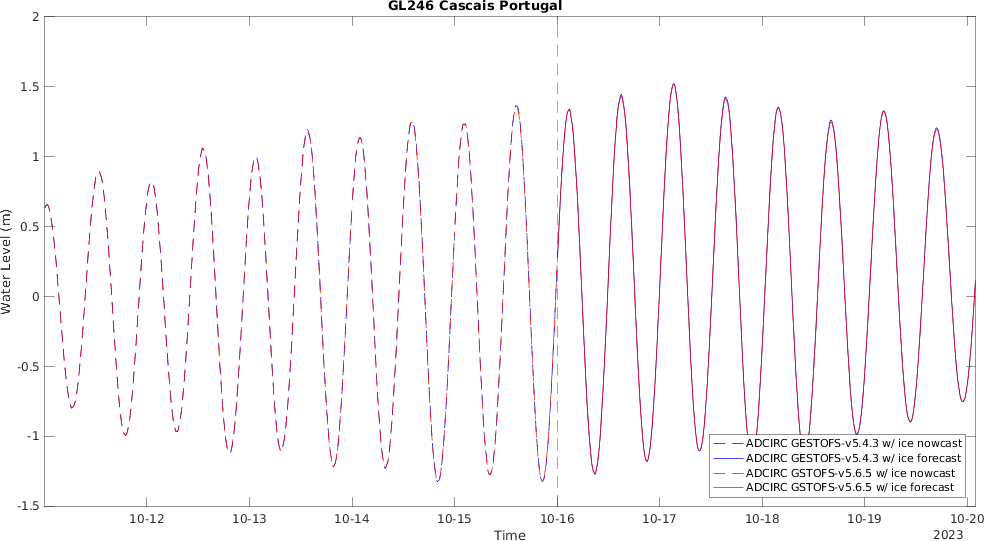 GL246 Cascais Portugal
2
1.5
1
0.5
0
-0.5
-1
-1.5
Water Level (m)
10-12
10-13
10-14
10-15
10-16
10-17
10-18
10-19
10-20
Time
2023
ADCIRC GESTOFS-v5.4.3 w/ ice nowcast
ADCIRC GESTOFS-v5.4.3 w/ ice forecast
ADCIRC GSTOFS-v5.6.5 w/ ice nowcast
ADCIRC GSTOFS-v5.6.5 w/ ice forecast